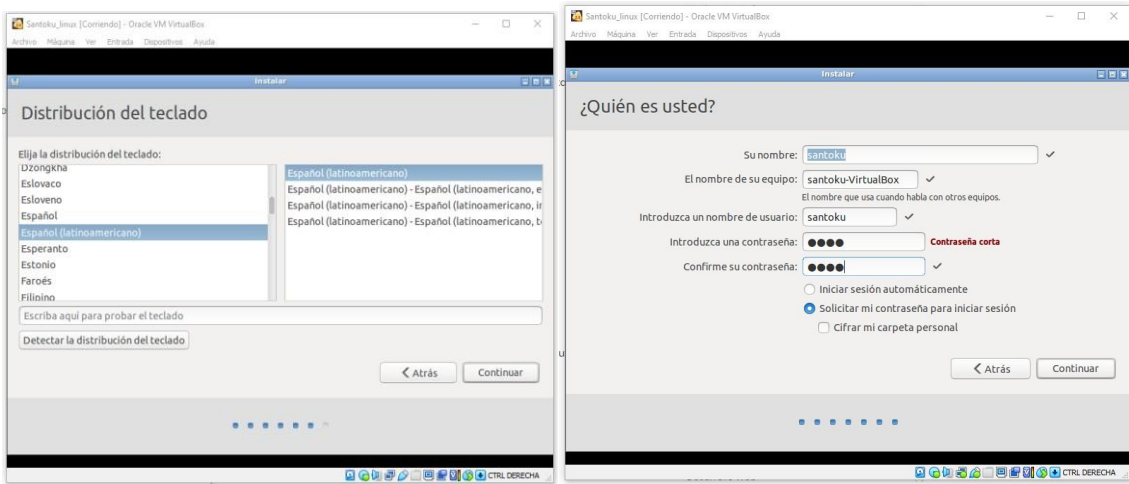 Santoku_linux [Corriendo] - Oracle VM VirtualBox
Archivo Máquina Ver Entrada Dispositivos Ayuda
Instalar
Distribución del teclado
Elija la distribución del teclado:
Dzongkha
Eslovaco
Esloveno
Español
Español (latinoamericano)
Esperanto
Estonio
Faroés
Filipino
Español (latinoamericano)
Español (latinoamericano) - Español (latinoamericano, e
Español (latinoamericano) - Español (latinoamericano, i
Español (latinoamericano) - Español (latinoamericano, t
Escriba aquí para probar el teclado
Detectar la distribución del teclado
Atrás
Continuar
CTRL DERECHA
Santoku_linux [Corriendo] - Oracle VM VirtualBox
Archivo Máquina Ver Entrada Dispositivos Ayuda
Instalar
¿Quién es usted?
Su nombre: santoku
El nombre de su equipo: santoku-VirtualBox
El nombre que usa cuando habla con otros equipos.
Introduzca un nombre de usuario: santoku
Introduzca una contraseña: ●●●● Contraseña corta
Confirme su contraseña: ●●●●
Iniciar sesión automáticamente
Solicitar mi contraseña para iniciar sesión
Cifrar mi carpeta personal
Atrás
Continuar
CTRL DERECHA